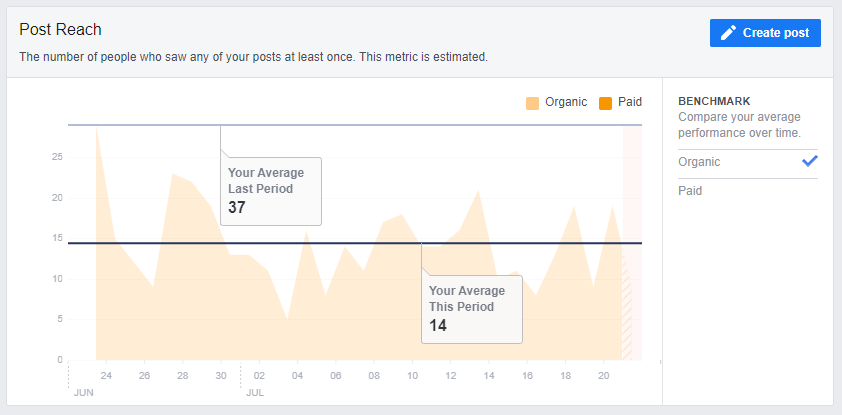 Post Reach
Create post
The number of people who saw any of your posts at least once. This metric is estimated.
Organic
Paid
BENCHMARK
Compare your average
performance over time.
Organic
Paid
25
20
15
10
5
0
Your Average
Last Period
37
Your Average
This Period
14
24 26 28 30 02 04 06 08 10 12 14 16 18 20
JUN JUL